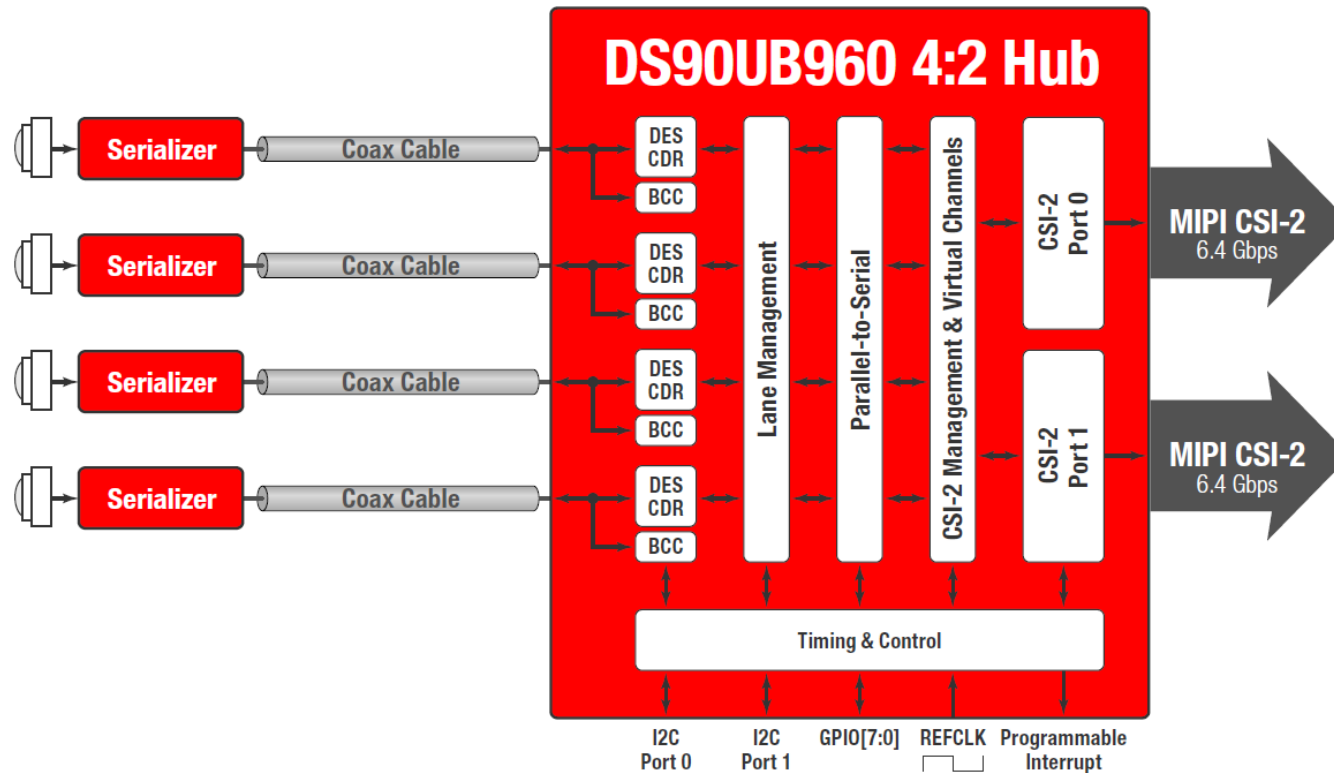 DS90UB960 4:2 Hub
Serializer
Coax Cable
DES
CDR
BCC
Serializer
Coax Cable
DES
CDR
BCC
Serializer
Coax Cable
DES
CDR
BCC
Serializer
Coax Cable
DES
CDR
BCC
Lane Management
Parallel-to-Serial
CSI-2 Management & Virtual Channels
CSI-2
Port 0
CSI-2
Port 1
MIPI CSI-2
6.4 Gbps
MIPI CSI-2
6.4 Gbps
Timing & Control
I2C
Port 0
I2C
Port 1
GPIO[7:0]
REFCLK
Programmable
Interrupt